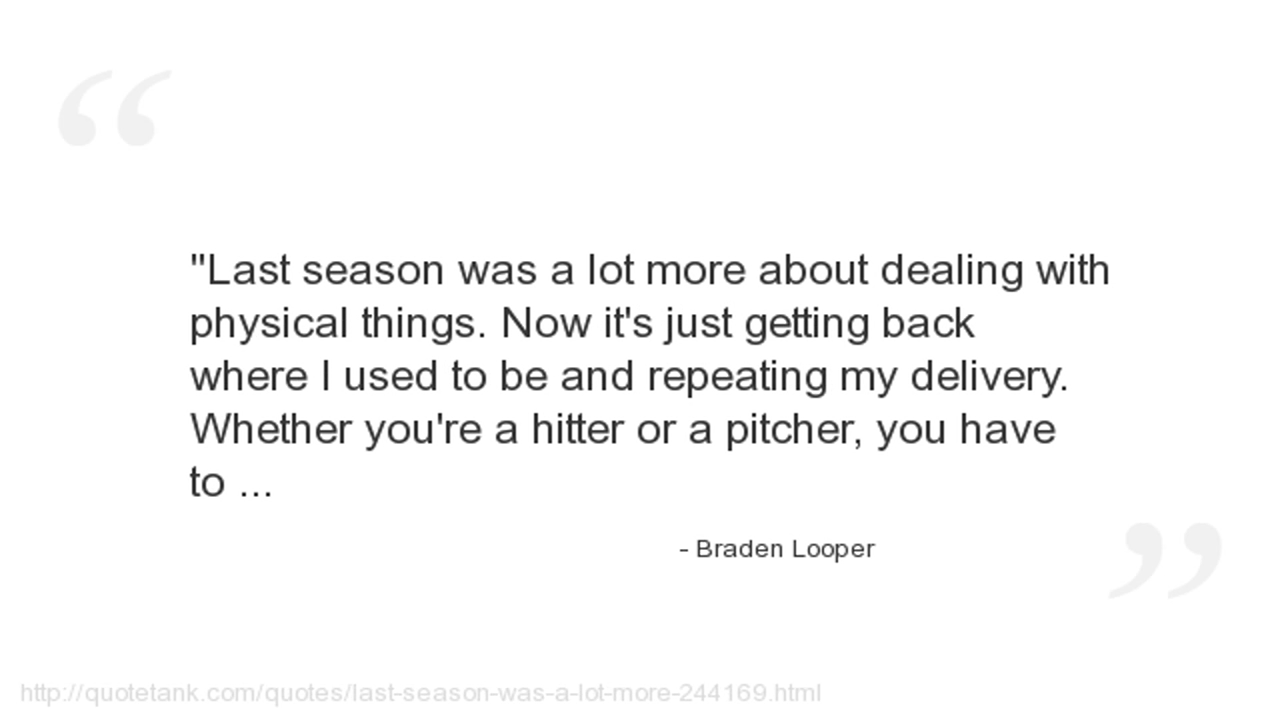 "Last season was a lot more about dealing with
physical things. Now it's just getting back
where I used to be and repeating my delivery.
Whether you're a hitter or a pitcher, you have
to ...
- Braden Looper
http://quotetank.com/quotes/last-season-was-a-lot-more-244169.html